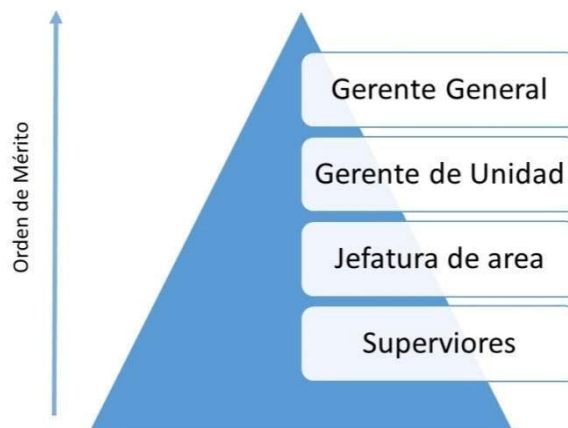 Orden de Mérito
Gerente General
Gerente de Unidad
Jefatura de area
Superviores